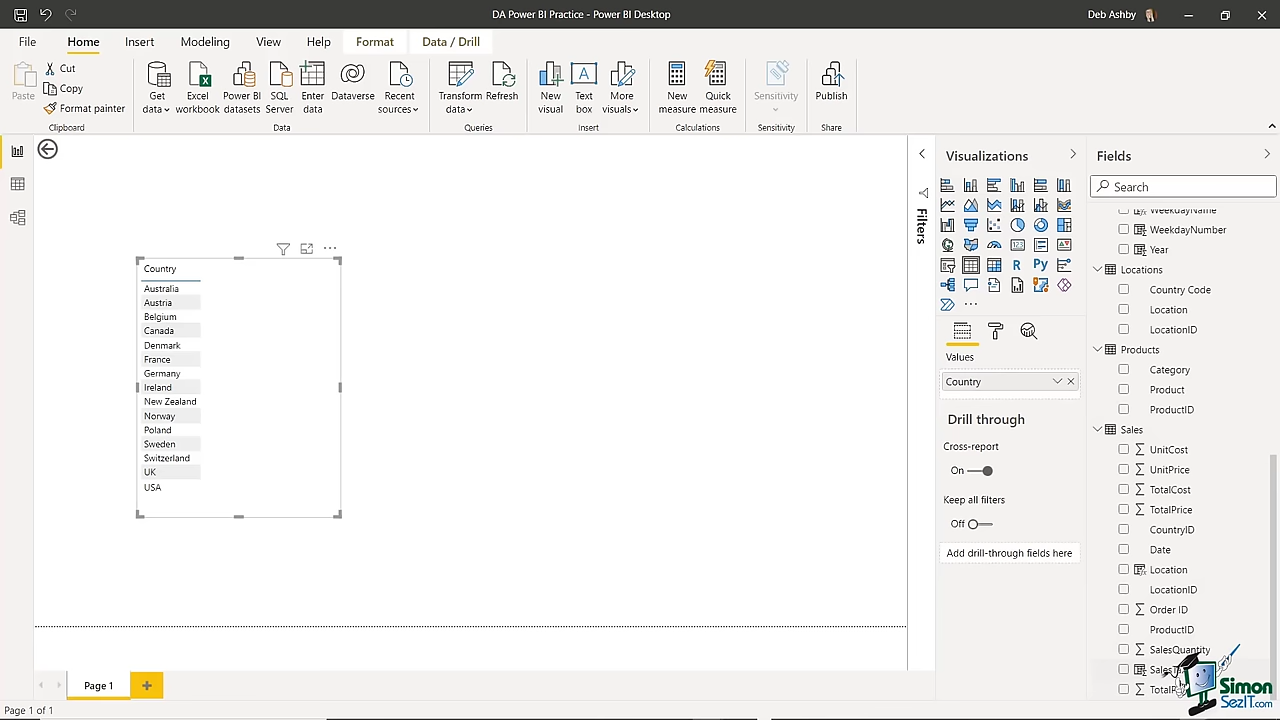 DA Power BI Practice - Power BI Desktop
Deb Ashby
File Home Insert Modeling View Help Format Data / Drill
Paste
Cut
Copy
Format painter
Clipboard
Get data
Excel workbook
Power BI datasets
SQL Server
Enter data
Dataverse
Recent sources
Data
Transform data
Refresh
Queries
New visual
Text box
More visuals
Insert
New measure
Quick measure
Calculations
Sensitivity
Sensitivity
Publish
Share
Country
Australia
Austria
Belgium
Canada
Denmark
France
Germany
Ireland
New Zealand
Norway
Poland
Sweden
Switzerland
UK
USA
Filters
Visualizations
R Py
Values
Country
Drill through
Cross-report
On
Keep all filters
Off
Add drill-through fields here
Fields
Search
WeekdayName
WeekdayNumber
Year
Locations
Country Code
Location
LocationID
Products
Category
Product
ProductID
Sales
UnitCost
UnitPrice
TotalCost
TotalPrice
CountryID
Date
Location
LocationID
Order ID
ProductID
SalesQuantity
Simon
SezIT.com
Page 1
Page 1 of 1